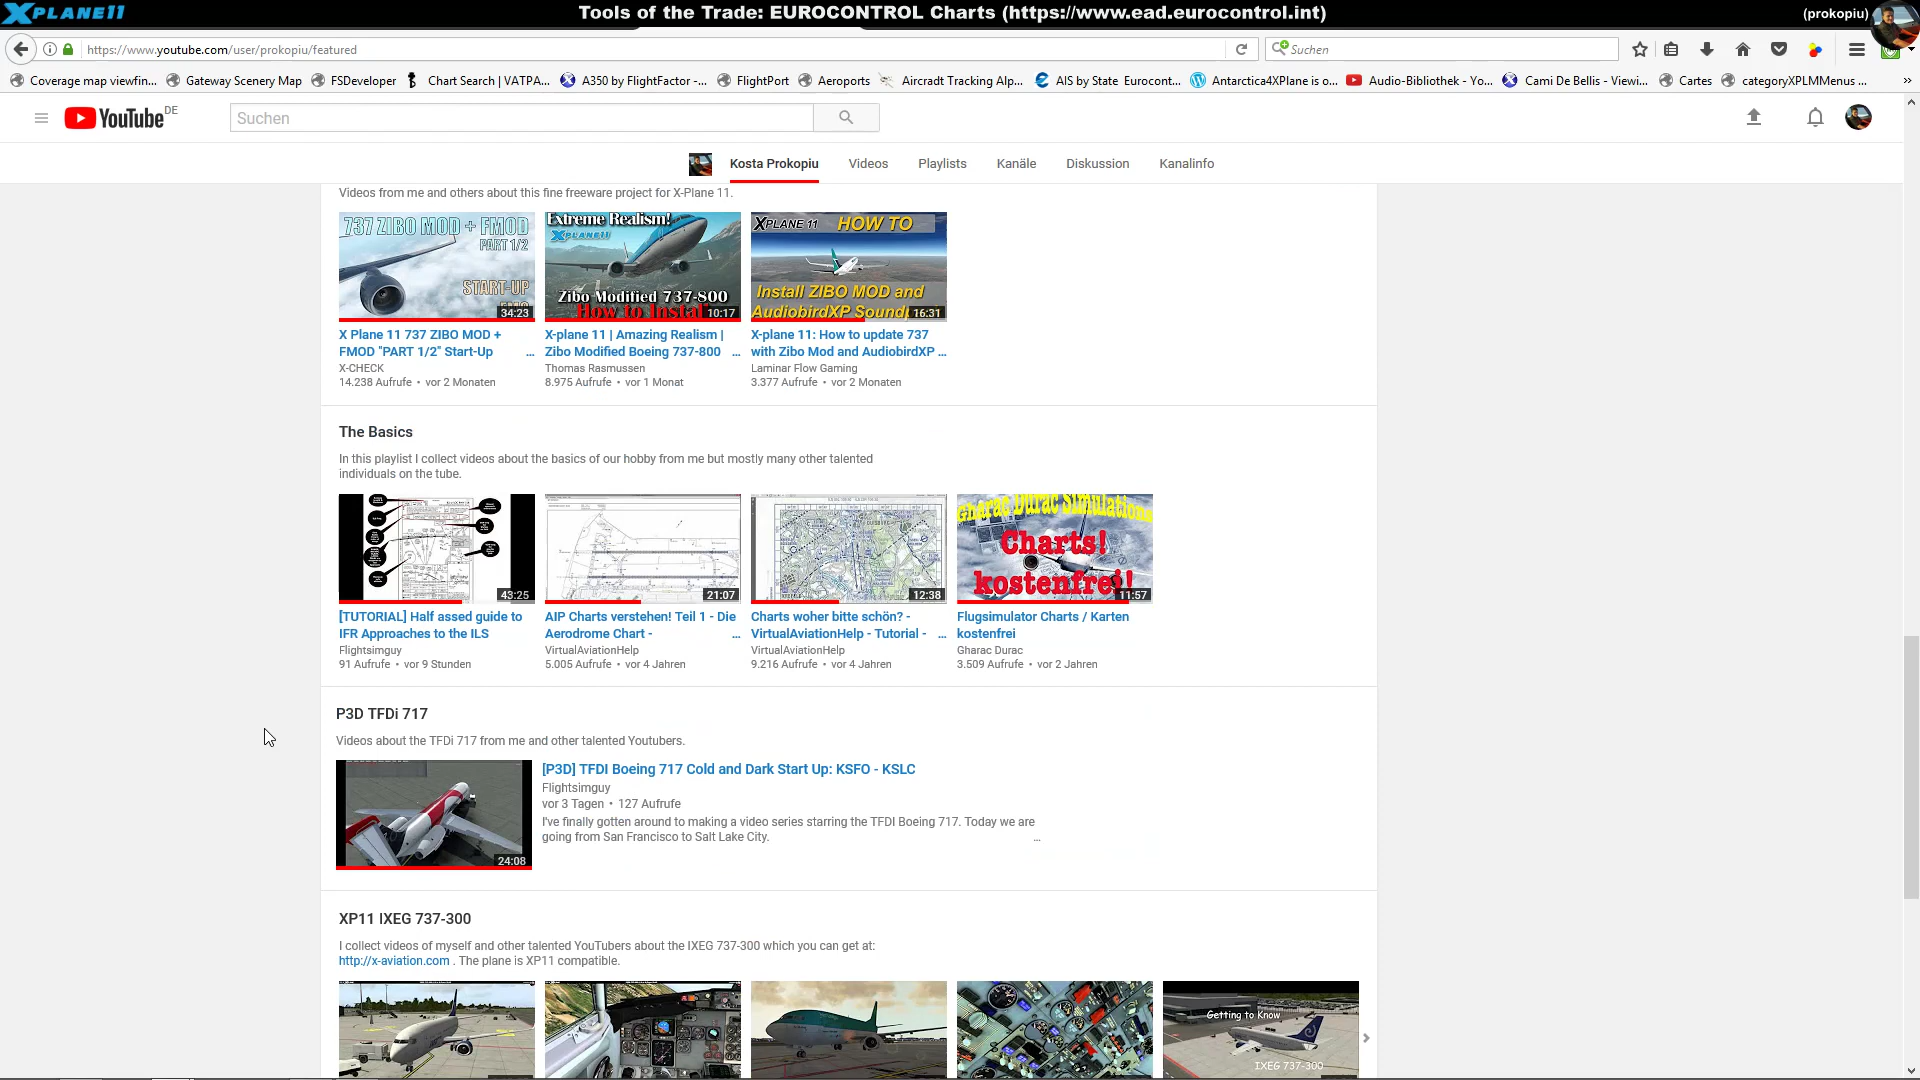 XPLANE11
Tools of the Trade: EUROCONTROL Charts (https://www.ead.eurocontrol.int)
(prokopiu)
https://www.youtube.com/user/prokopiu/featured
Suchen
Coverage map viewfin...
Gateway Scenery Map
FSDeveloper
Chart Search | VATPA...
A350 by FlightFactor -...
FlightPort
Aeroports
Aircradt Tracking Alp...
AIS by State Eurocont...
Antarctica4XPlane is o...
Audio-Bibliothek - Yo...
Cami De Bellis - Viewi...
Cartes
categoryXPLMMenus ...
YouTube DE
Suchen
Kosta Prokopiu
Videos
Playlists
Kanäle
Diskussion
Kanalinfo
Videos from me and others about this fine freeware project for X-Plane 11.
737 ZIBO MOD + FMOD
PART 1/2
START-UP
34:23
Extreme Realism!
XPLANE11
Zibo Modified 737-800
How to Install
10:17
XPLANE 11 HOW TO
Install ZIBO MOD and
AudiobirdXP Sound
16:31
X Plane 11 737 ZIBO MOD +
FMOD "PART 1/2" Start-Up ...
X-CHECK
14.238 Aufrufe • vor 2 Monaten
X-plane 11 | Amazing Realism |
Zibo Modified Boeing 737-800 ...
Thomas Rasmussen
8.975 Aufrufe • vor 1 Monat
X-plane 11: How to update 737
with Zibo Mod and AudiobirdXP ...
Laminar Flow Gaming
3.377 Aufrufe • vor 2 Monaten
The Basics
In this playlist I collect videos about the basics of our hobby from me but mostly many other talented
individuals on the tube.
43:25
21:07
12:38
Gharac Durac Simulations
Charts!
kostenfrei!
11:57
[TUTORIAL] Half assed guide to
IFR Approaches to the ILS
Flightsimguy
91 Aufrufe • vor 9 Stunden
AIP Charts verstehen! Teil 1 - Die
Aerodrome Chart - ...
VirtualAviationHelp
5.005 Aufrufe • vor 4 Jahren
Charts woher bitte schön? -
VirtualAviationHelp - Tutorial - ...
VirtualAviationHelp
9.216 Aufrufe • vor 4 Jahren
Flugsimulator Charts / Karten
kostenfrei
Gharac Durac
3.509 Aufrufe • vor 2 Jahren
P3D TFDi 717
Videos about the TFDi 717 from me and other talented Youtubers.
24:08
[P3D] TFDI Boeing 717 Cold and Dark Start Up: KSFO - KSLC
Flightsimguy
vor 3 Tagen • 127 Aufrufe
I've finally gotten around to making a video series starring the TFDI Boeing 717. Today we are
going from San Francisco to Salt Lake City. ...
XP11 IXEG 737-300
I collect videos of myself and other talented YouTubers about the IXEG 737-300 which you can get at:
http://x-aviation.com . The plane is XP11 compatible.
Getting to Know
IXEG 737-300